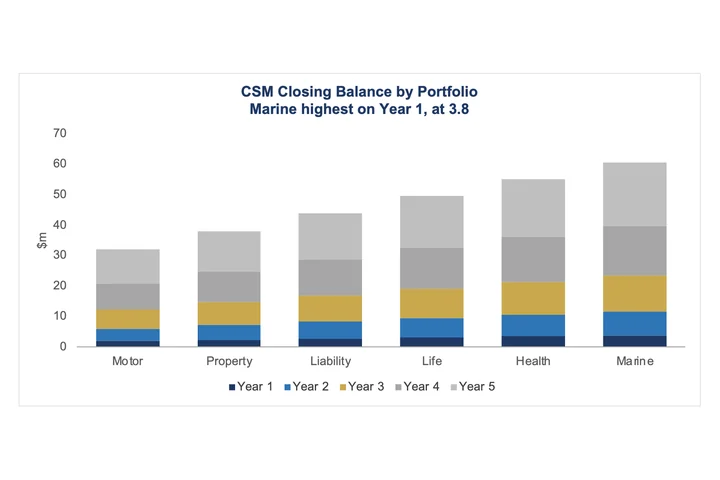 CSM Closing Balance by Portfolio
Marine highest on Year 1, at 3.8
70
60
50
40
30
20
10
0
$m
Motor Property Liability Life Health Marine
Year 1 Year 2 Year 3 Year 4 Year 5